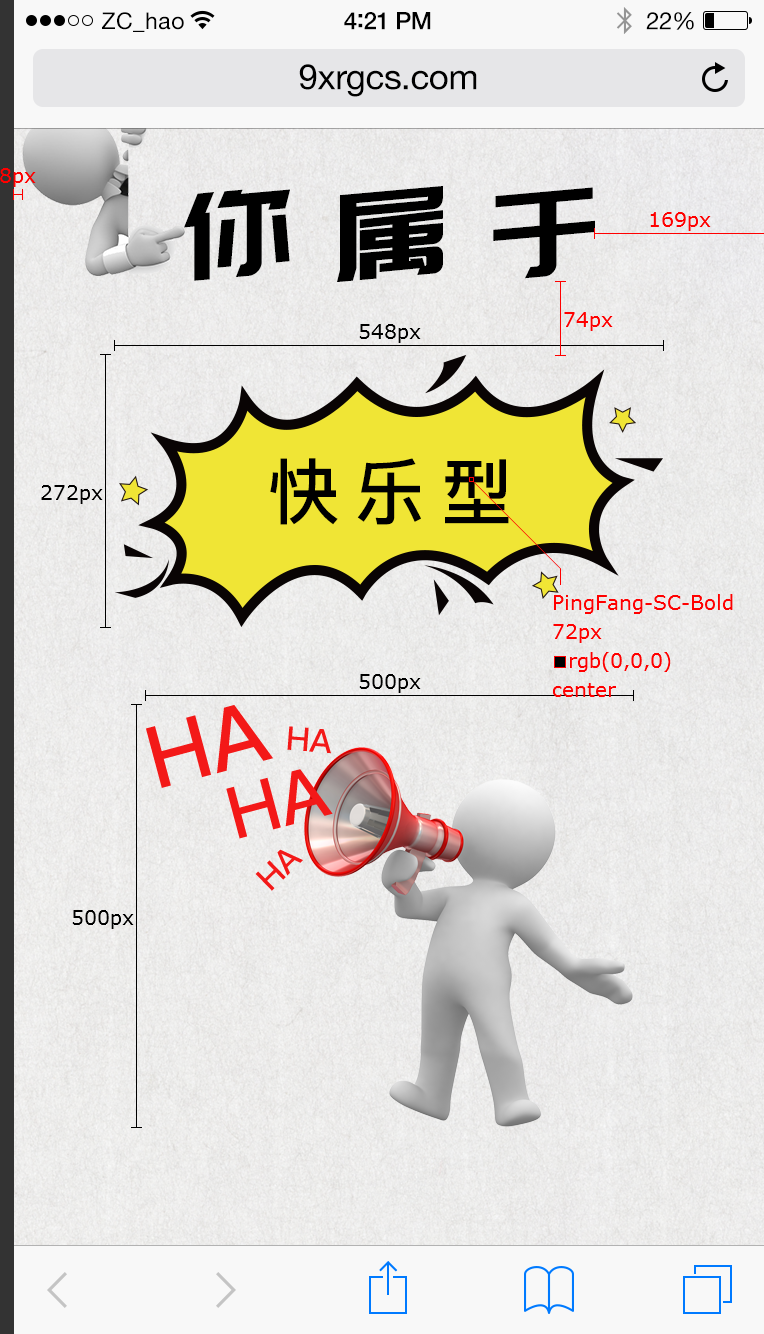 ZC_hao 4:21 PM 22%
9xrgcs.com
8px
你属于
169px
74px
548px
272px
快乐型
PingFang-SC-Bold
72px
rgb(0,0,0)
center
500px
HA
HA
HA
HA
500px